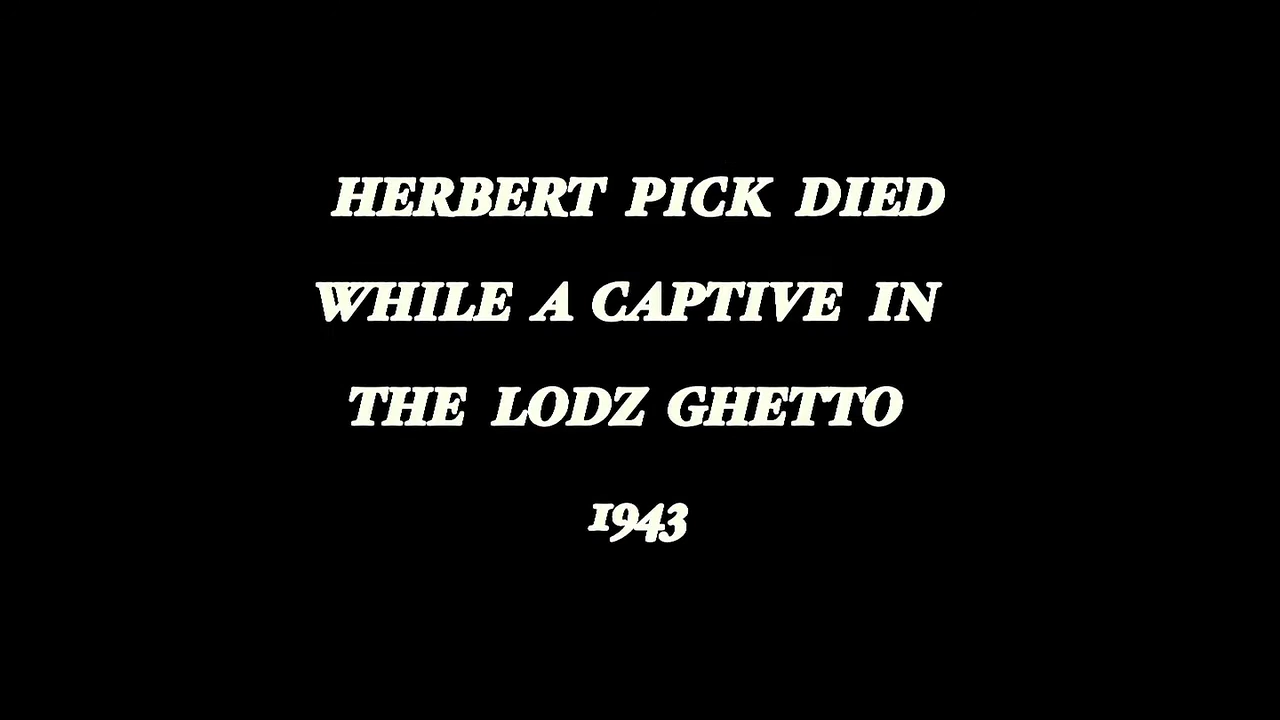 HERBERT PICK DIED
WHILE A CAPTIVE IN
THE LODZ GHETTO
1943